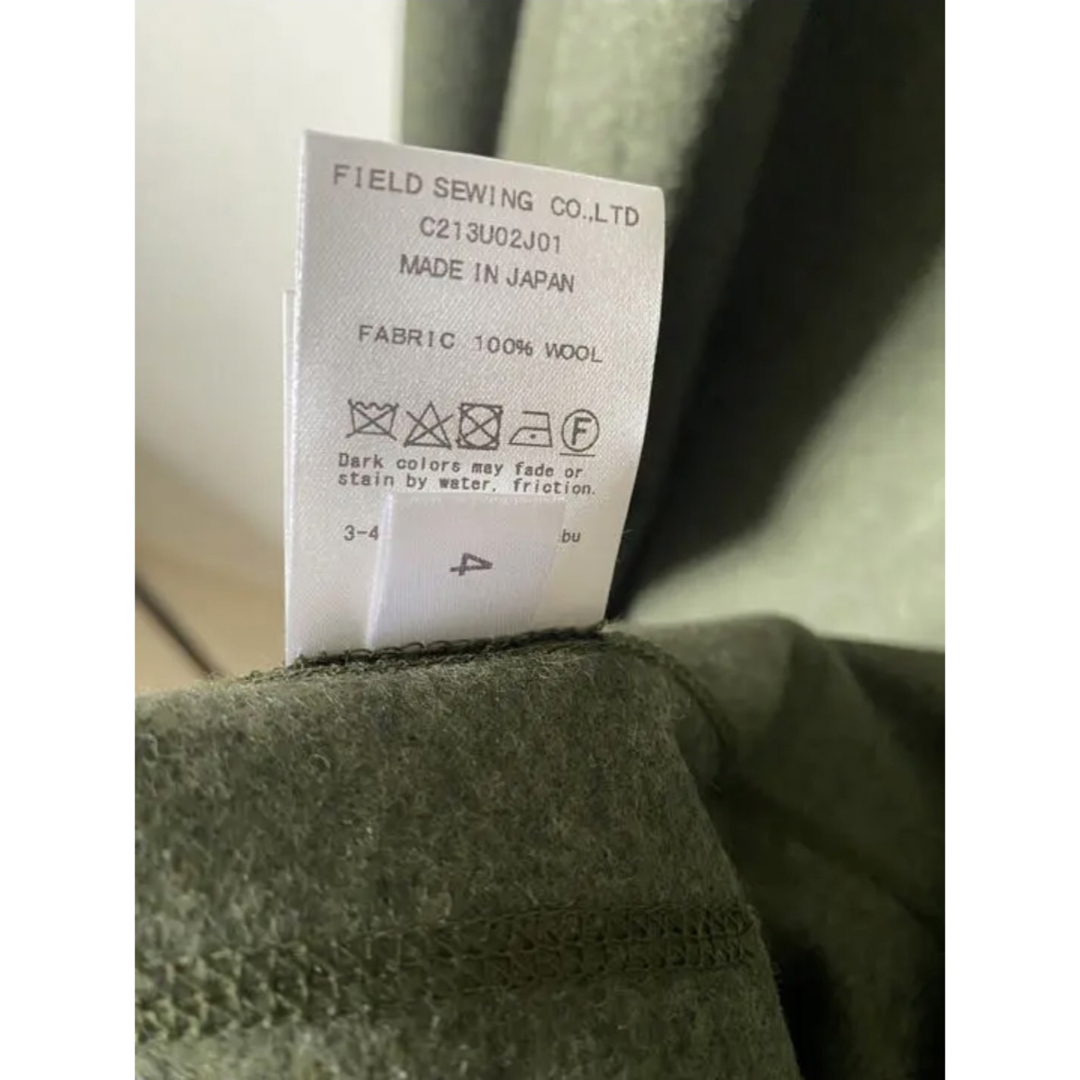 FIELD SEWING CO.,LTD
C213U02J01
MADE IN JAPAN
FABRIC 100% WOOL
F
Dark colors may fade or
stain by water, friction.
3-4 bu
4